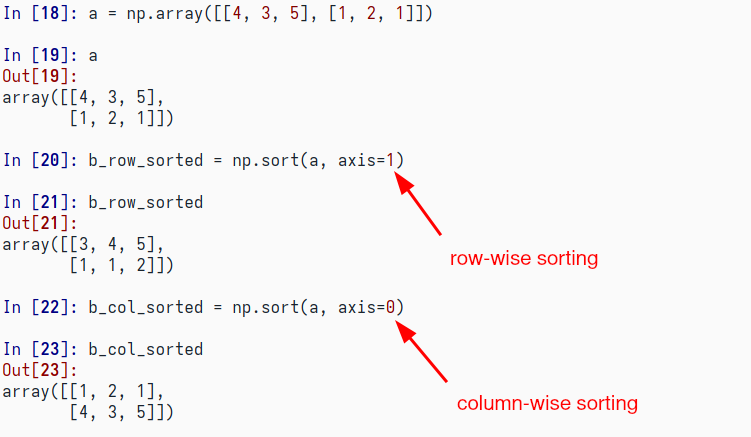 In [18]: a = np.array([[4, 3, 5], [1, 2, 1]])
In [19]: a
Out[19]:
array([[4, 3, 5],
       [1, 2, 1]])
In [20]: b_row_sorted = np.sort(a, axis=1)
In [21]: b_row_sorted
Out[21]:
array([[3, 4, 5],
       [1, 1, 2]])
row-wise sorting
In [22]: b_col_sorted = np.sort(a, axis=0)
In [23]: b_col_sorted
Out[23]:
array([[1, 2, 1],
       [4, 3, 5]])
column-wise sorting